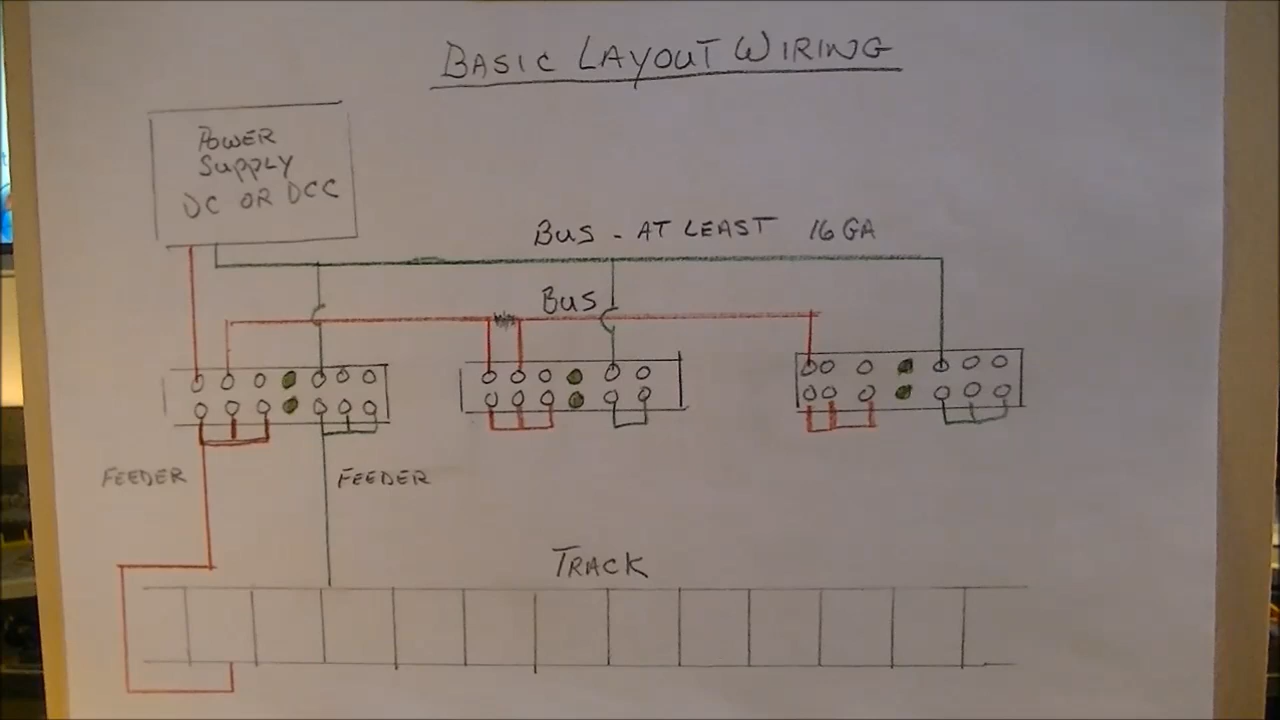 BASIC LAYOUT WIRING
POWER
SUPPLY
DC OR DCC
BUS - AT LEAST 16 GA
BUS
FEEDER
FEEDER
TRACK